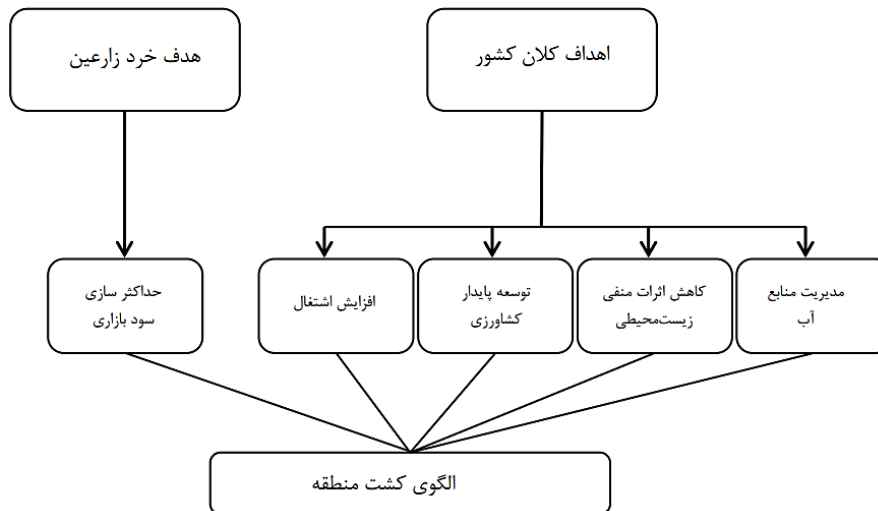 اهداف کلان کشور
هدف خرد زارعین
مدیریت منابع
آب
کاهش اثرات منفی
زیست‌محیطی
توسعه پایدار
کشاورزی
افزایش اشتغال
حداکثر سازی
سود بازاری
الگوی کشت منطقه